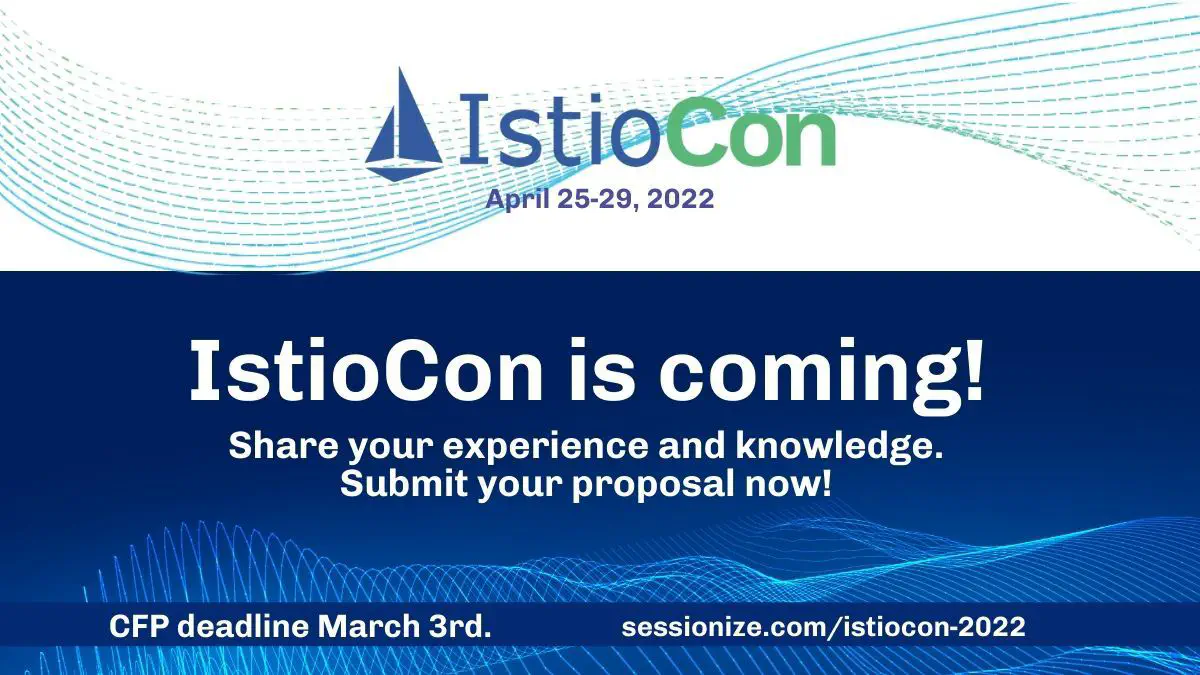 IstioCon
April 25-29, 2022
IstioCon is coming!
Share your experience and knowledge.
Submit your proposal now!
CFP deadline March 3rd.
sessionize.com/istiocon-2022